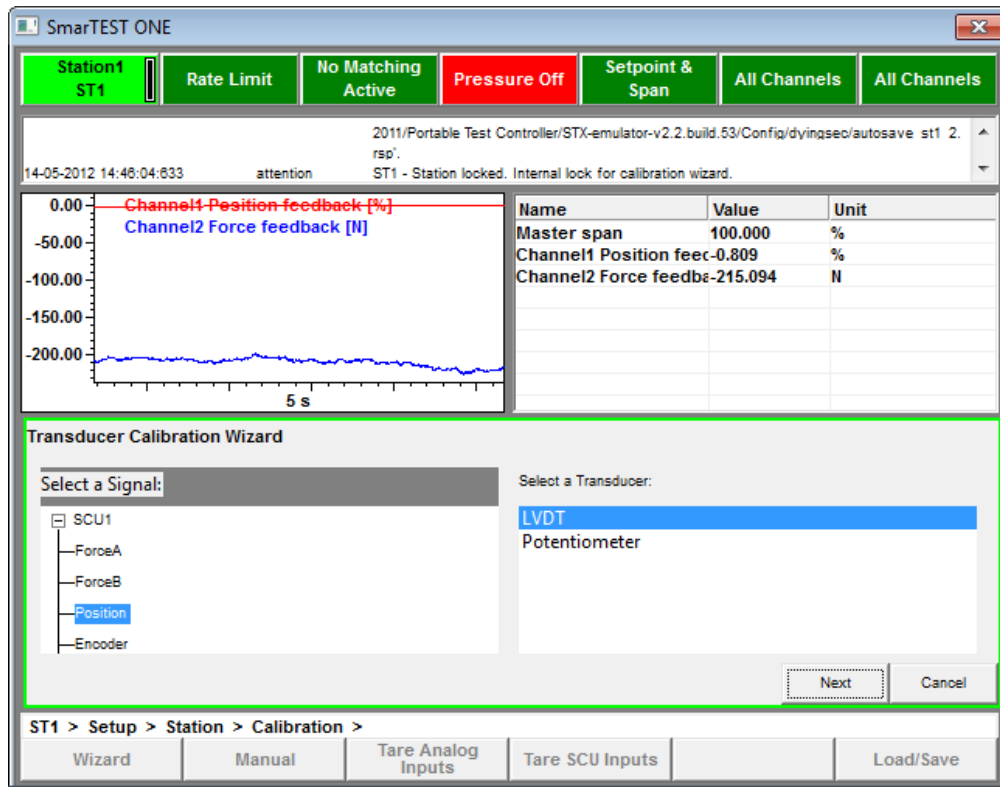 SmarTEST ONE
Station1
ST1
Rate Limit
No Matching
Active
Pressure Off
Setpoint &
Span
All Channels
All Channels
2011/Portable Test Controller/STX-emulator-v2.2.build.53/Config/dyingsec/autosave_st1_2.
rsp'.
14-05-2012 14:46:04:633 attention ST1 - Station locked. Internal lock for calibration wizard.
0.00
-50.00
-100.00
-150.00
-200.00
Channel1 Position feedback [%]
Channel2 Force feedback [N]
5 s
Name Value Unit
Master span 100.000 %
Channel1 Position feec -0.809 %
Channel2 Force feedba -215.094 N
Transducer Calibration Wizard
Select a Signal:
SCU1
ForceA
ForceB
Position
Encoder
Select a Transducer:
LVDT
Potentiometer
Next
Cancel
ST1 > Setup > Station > Calibration >
Wizard
Manual
Tare Analog
Inputs
Tare SCU Inputs
Load/Save